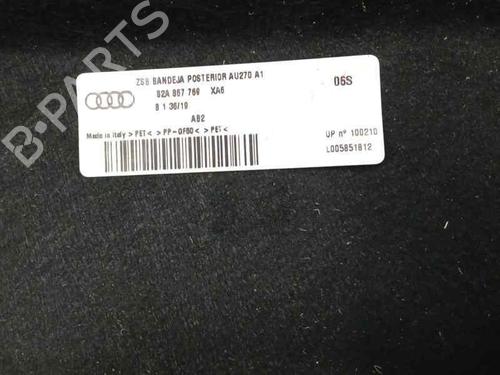 ZSB BANDEJA POSTERIOR AU270 A1
06S
82A 867 769 XA6
8 1 36/19
AB2
Made in Italy >PET< >PP-GF50< >PET<
UP nº 100210
L005851812
B-PARTS